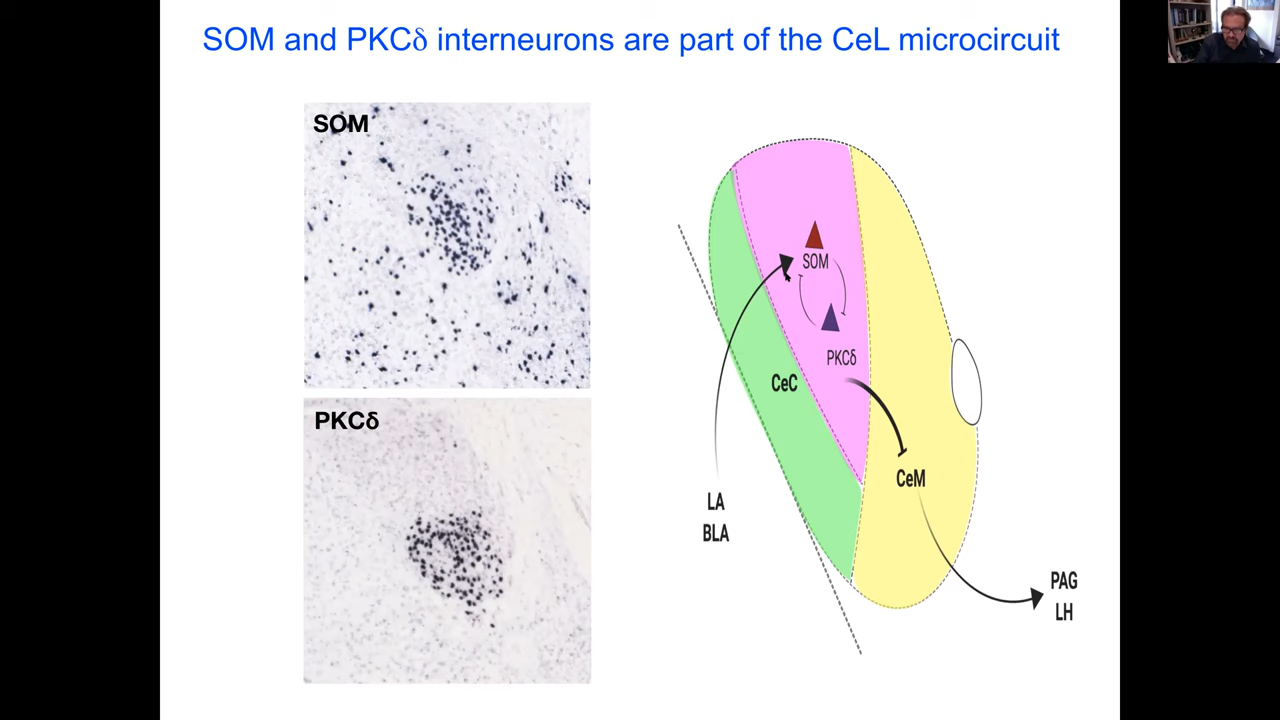 SOM and PKCδ interneurons are part of the CeL microcircuit
SOM
PKCδ
SOM
PKCδ
CeC
CeM
LA
BLA
PAG
LH